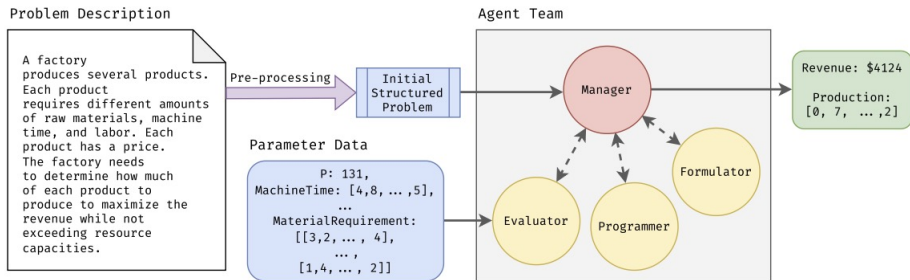 Problem Description
A factory
produces several products.
Each product
requires different amounts
of raw materials, machine
time, and labor. Each
product has a price.
The factory needs
to determine how much
of each product to
produce to maximize the
revenue while not
exceeding resource
capacities.
Pre-processing
Initial
Structured
Problem
Parameter Data
P: 131,
MachineTime: [4,8, ...,5],
...
MaterialRequirement:
[[3,2, ..., 4],
... ,
[1,4, ..., 2]]
Agent Team
Manager
Evaluator
Programmer
Formulator
Revenue: $4124
Production:
[0, 7, ...,2]